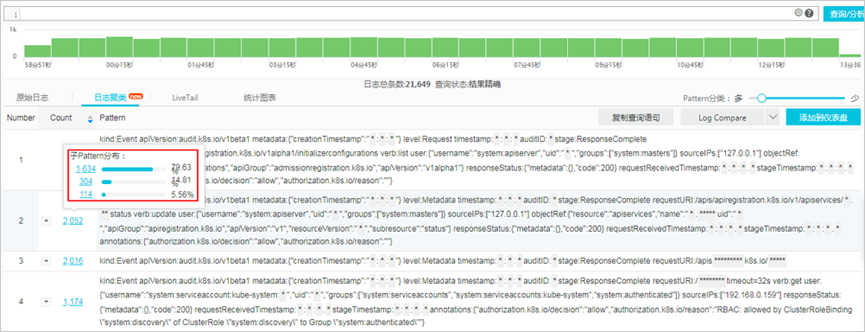 1 查询/分析
1k
0
58分51秒 00分15秒 01分45秒 03分15秒 04分45秒 06分15秒 07分45秒 09分15秒 10分45秒 12分15秒 13分36
日志总条数:21,649 查询状态:结果精确
原始日志 日志聚类 new LiveTail 统计图表 Pattern分类: 多 少
复制查询语句 Log Compare 添加到仪表盘
Number Count Pattern
kind:Event apiVersion:audit.k8s.io/v1beta1 metadata:{"creationTimestamp":"*:*:*"} level:Request timestamp:*:*:*auditID:*stage:ResponseComplete
子Pattern分布:
registration.k8s.io/v1alpha1/initializerconfigurations verb:list user:{"username":"system:apiserver","uid":"*","groups":["system:masters"]} sourceIPs:["127.0.0.1"] objectRef:
1,634 79.63%
ations","apiGroup":"admissionregistration.k8s.io","apiVersion":"v1alpha1"} responseStatus:{"metadata":{},"code":200} requestReceivedTimestamp:*:*:*stageTimestamp:*:*:*
304 14.81%
s.io/decision":"allow","authorization.k8s.io/reason":""}
114 5.56%
kind:Event apiVersion:audit.k8s.io/v1beta1 metadata:{"creationTimestamp":"*:*:*"} level:Metadata timestamp:*:*:*auditID:*stage:ResponseComplete requestURI:/apis/apiregistration.k8s.io/v1/apiservices/*.
2 + 2,052 ** status verb:update user:{"username":"system:apiserver","uid":"*","groups":["system:masters"]} sourceIPs:["127.0.0.1"] objectRef:{"resource":"apiservices","name":"*.*****uid":"*
","apiGroup":"apiregistration.k8s.io","apiVersion":"v1","resourceVersion":"*","subresource":"status"} responseStatus:{"metadata":{},"code":200} requestReceivedTimestamp:*:*:*stageTimestamp:*:*:*
annotations:{"authorization.k8s.io/decision":"allow","authorization.k8s.io/reason":""}
3 + 2,016 kind:Event apiVersion:audit.k8s.io/v1beta1 metadata:{"creationTimestamp":"*:*:*"} level:Metadata timestamp:*:*:*auditID:*stage:ResponseComplete requestURI:/apis*********k8s.io/*****
kind:Event apiVersion:audit.k8s.io/v1beta1 metadata:{"creationTimestamp":"*:*:*"} level:Metadata timestamp:*:*:*auditID:*stage:ResponseComplete requestURI:/********timeout=32s verb:get user:
4 + 1,174 {"username":"system:serviceaccount:kube-system:*","uid":"*","groups":["system:serviceaccounts","system:serviceaccounts:kube-system","system:authenticated"]} sourceIPs:["192.168.0.159"] responseStatus:
{"metadata":{},"code":200} requestReceivedTimestamp:*:*:*stageTimestamp:*:*:*annotations:{"authorization.k8s.io/decision":"allow","authorization.k8s.io/reason":"RBAC: allowed by ClusterRoleBinding
\"system:discovery\" of ClusterRole \"system:discovery\" to Group \"system:authenticated\""}